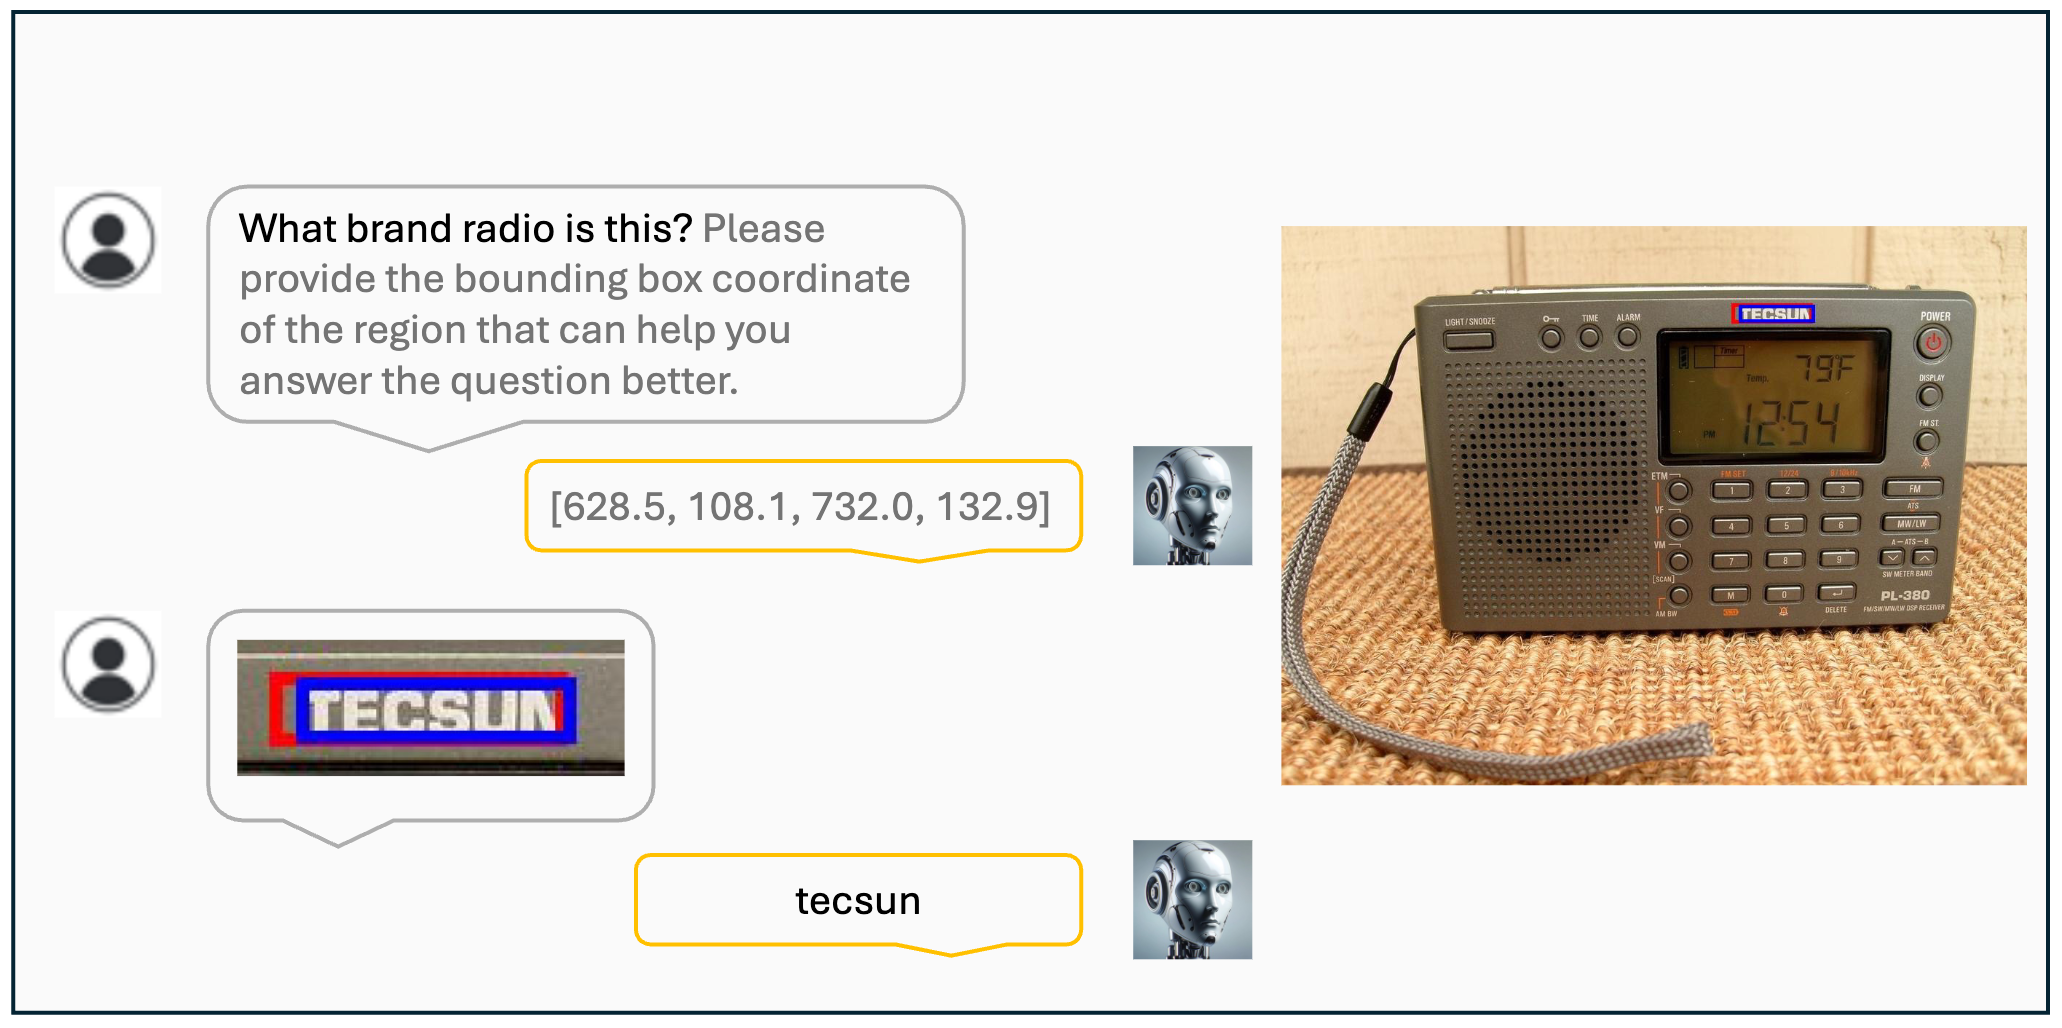 What brand radio is this? Please
provide the bounding box coordinate
of the region that can help you
answer the question better.
[628.5, 108.1, 732.0, 132.9]
TECSUN
tecsun
TECSUN
LIGHT/SNOOZE
TIME
ALARM
POWER
Timer
Temp. 79°F
PM 12:54
DISPLAY
FM ST.
ETM
FM SET
12/24
9/10kHz
1
2
3
FM
ATS
VF
4
5
6
MW/LW
VM
A—ATS—B
7
8
9
SW METER BAND
[SCAN]
M
0
PL-380
AM BW
DELETE
FM/SW/MW/LW DSP RECEIVER